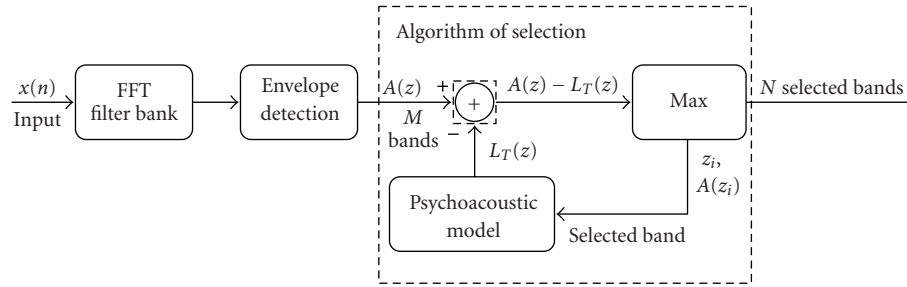 Algorithm of selection
x(n)
Input
FFT
filter bank
Envelope
detection
A(z)
M
bands
+
−
+
A(z) − L_T(z)
Max
N selected bands
L_T(z)
z_i,
A(z_i)
Psychoacoustic
model
Selected band